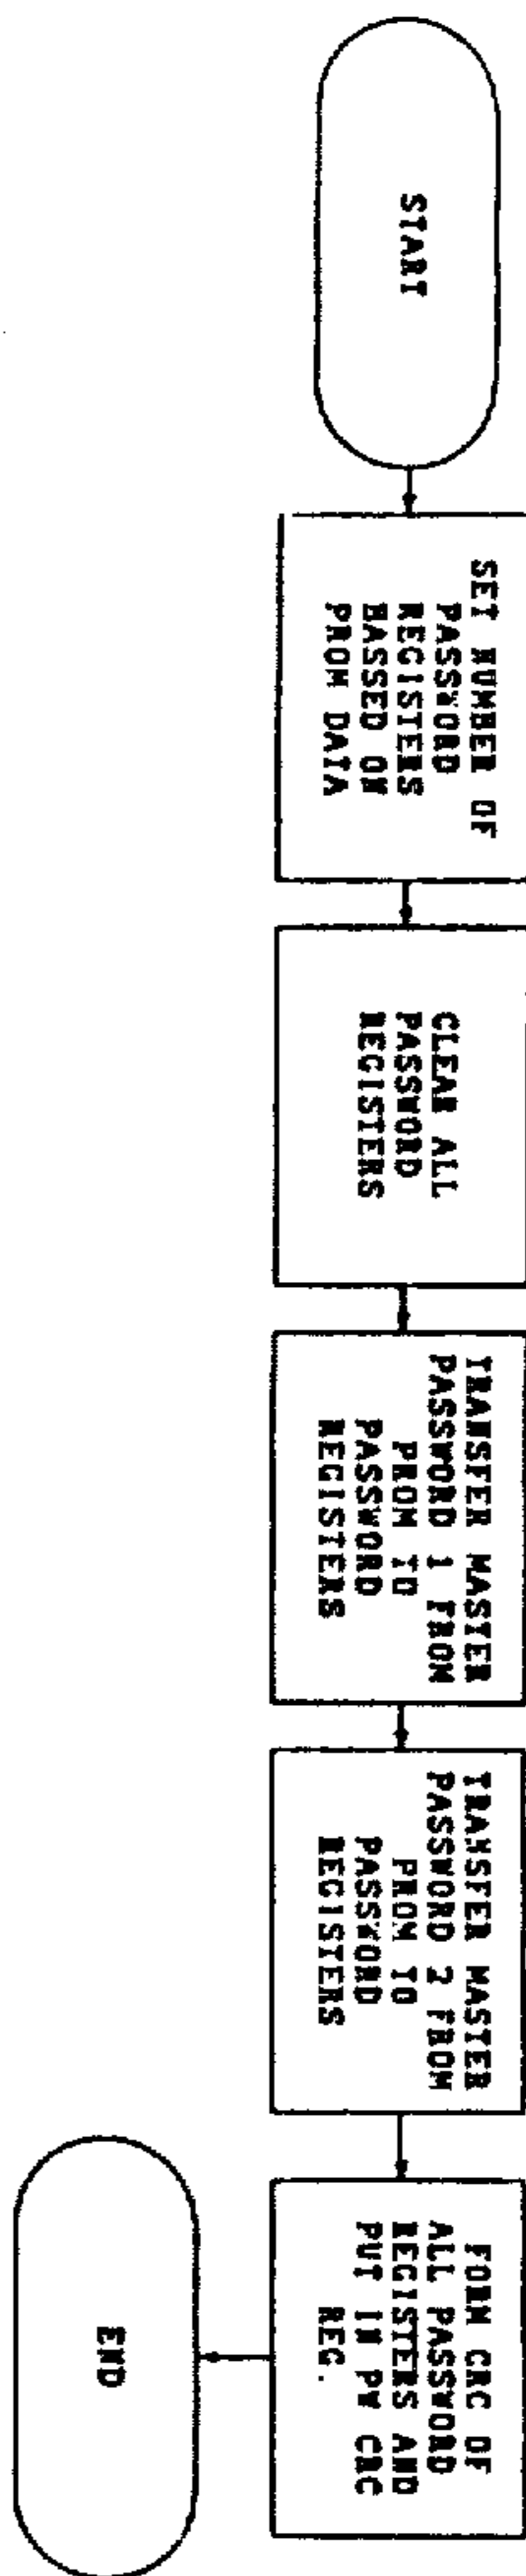 START
SET NUMBER OF
PASSWORD
REGISTERS
BASSED ON
PROM DATA
CLEAR ALL
PASSWORD
REGISTERS
TRANSFER MASTER
PASSWORD 1 FROM
PROM TO
PASSWORD
REGISTERS
TRANSFER MASTER
PASSWORD 2 FROM
PROM TO
PASSWORD
REGISTERS
FORM CRC OF
ALL PASSWORD
REGISTERS AND
PUT IN PW CRC
REG.
END